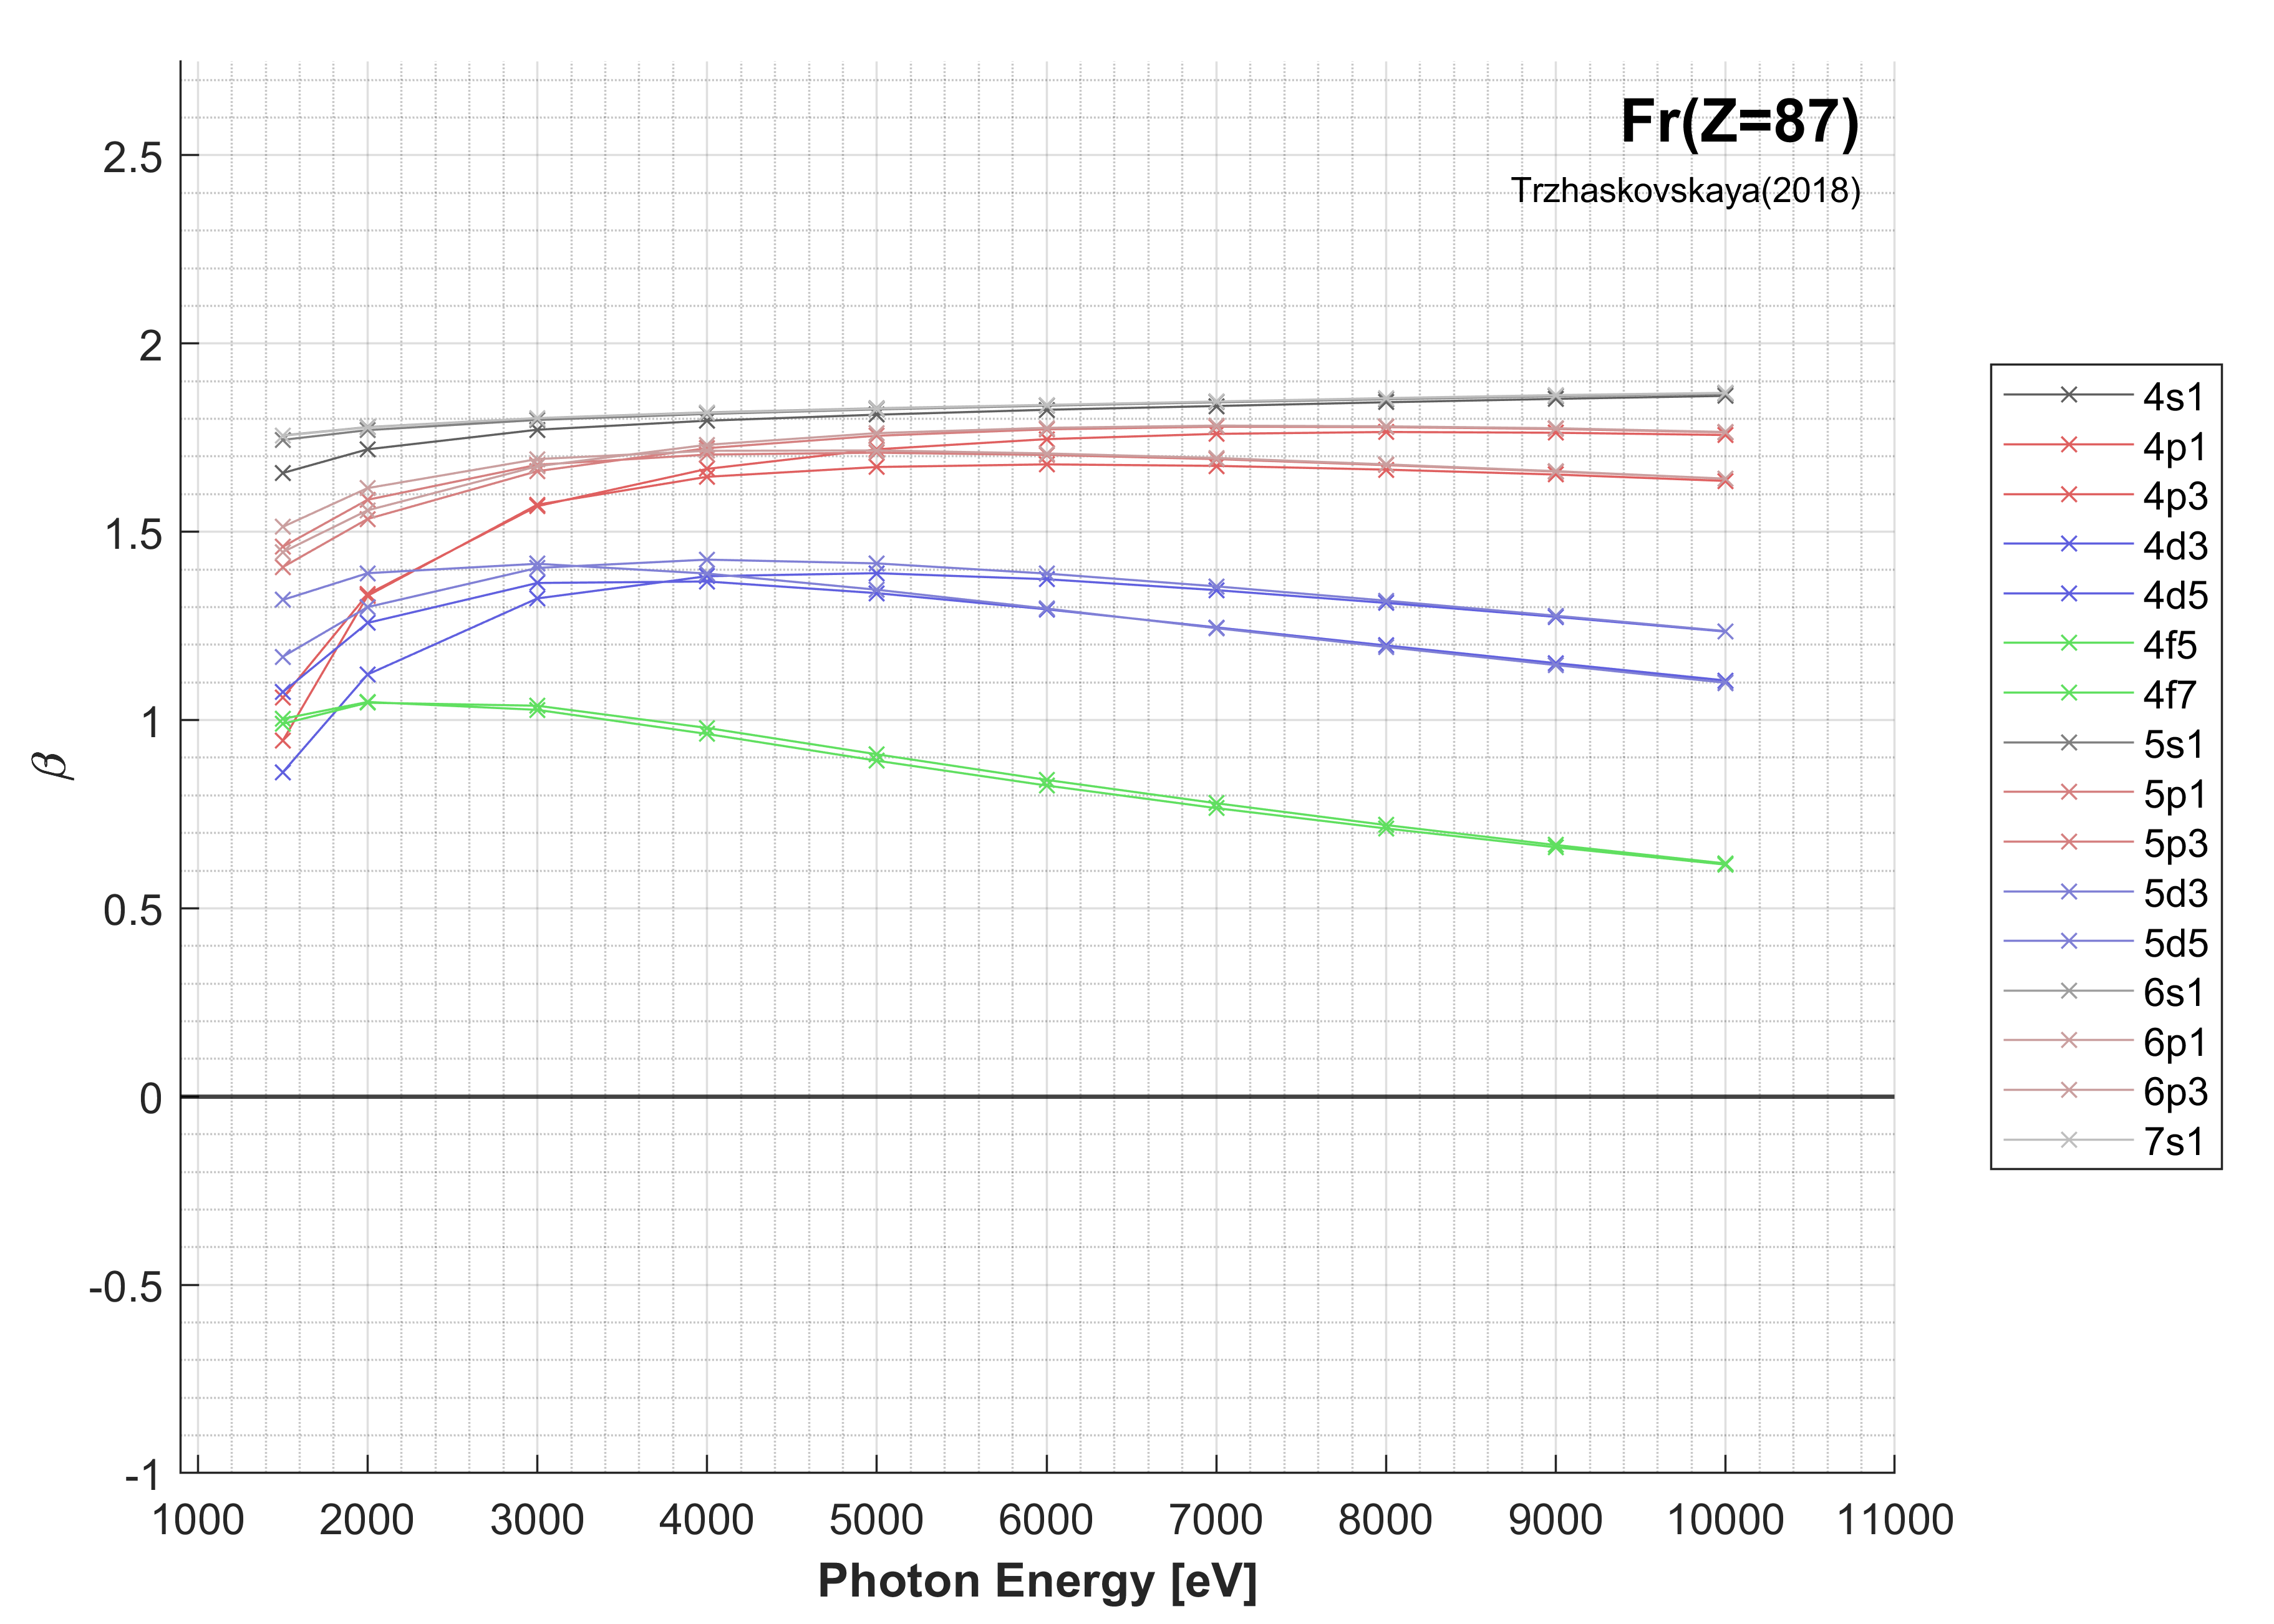 Fr(Z=87)
Trzhaskovskaya(2018)
2.5
2
1.5
1
0.5
0
-0.5
-1
β
1000 2000 3000 4000 5000 6000 7000 8000 9000 10000 11000
Photon Energy [eV]
4s1
4p1
4p3
4d3
4d5
4f5
4f7
5s1
5p1
5p3
5d3
5d5
6s1
6p1
6p3
7s1